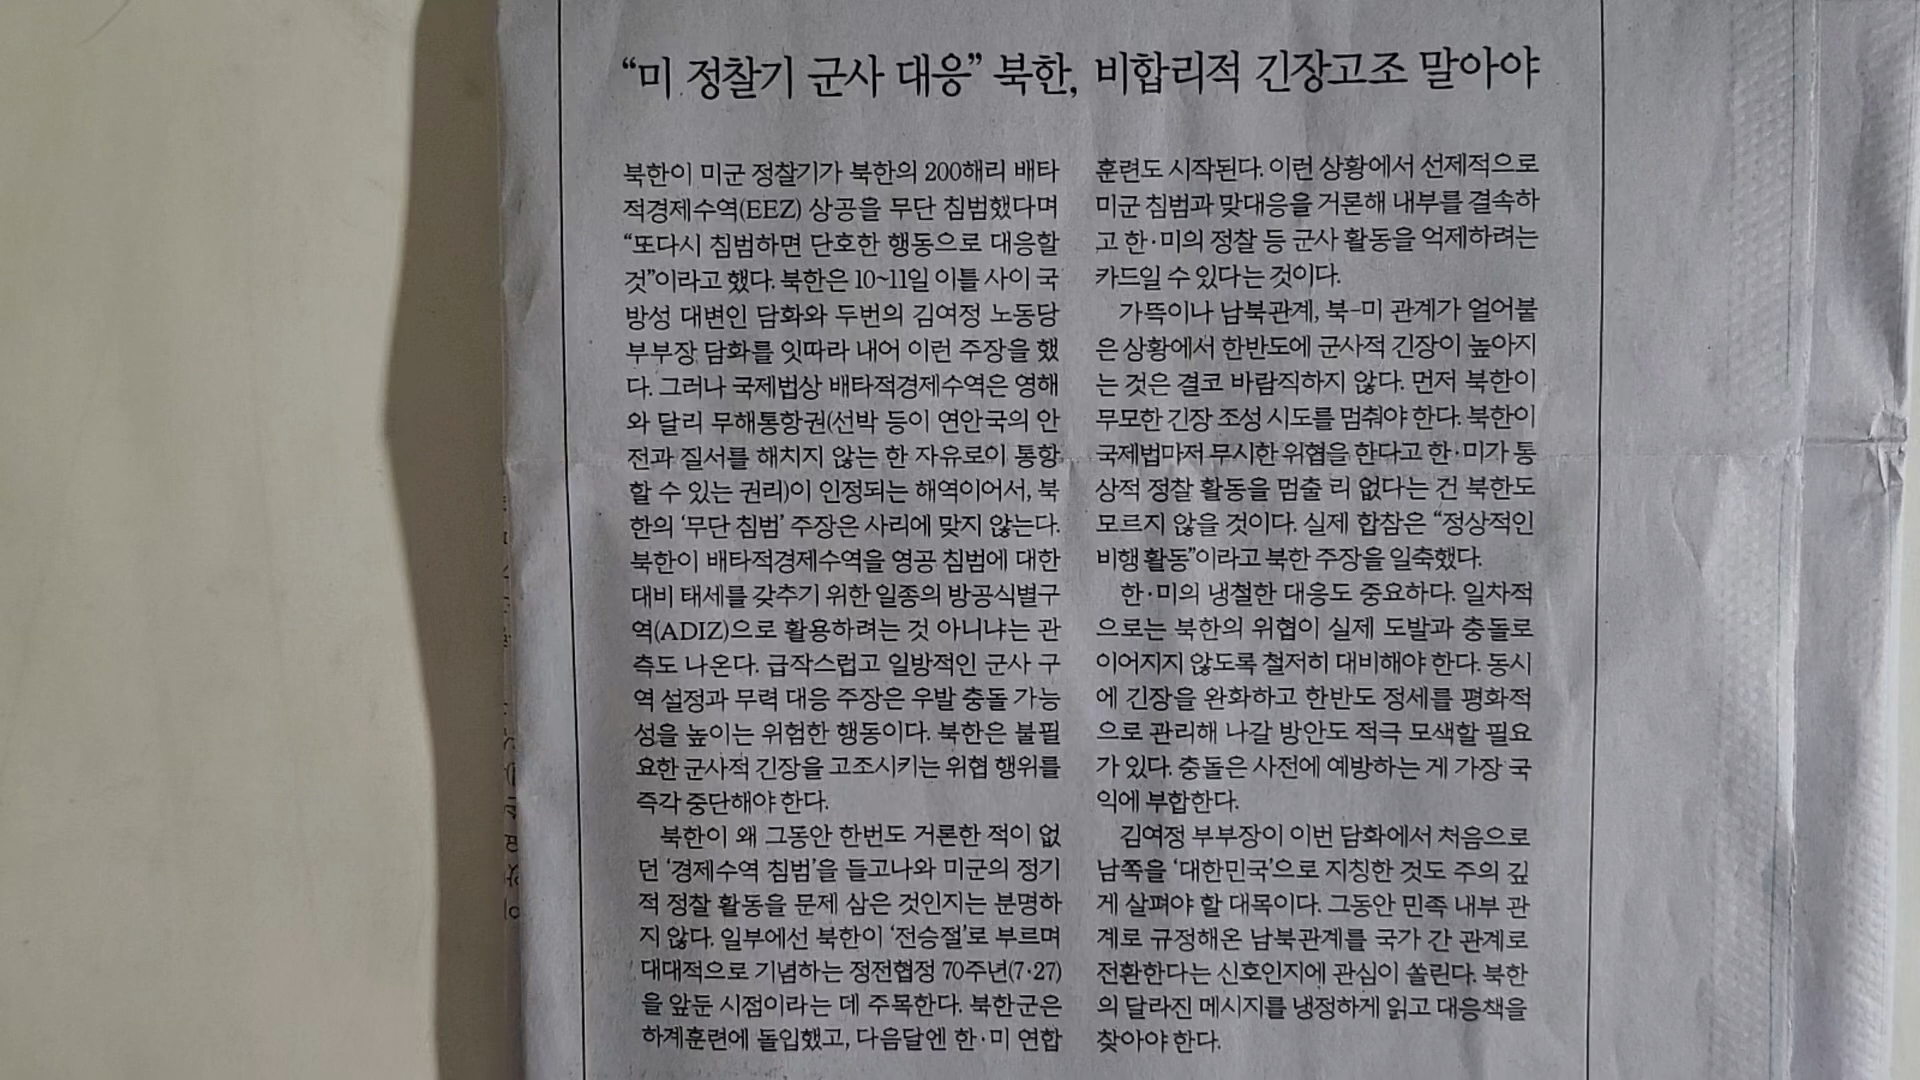 “미 정찰기 군사 대응” 북한, 비합리적 긴장고조 말아야
북한이 미군 정찰기가 북한의 200해리 배타
적경제수역(EEZ) 상공을 무단 침범했다며
“또다시 침범하면 단호한 행동으로 대응할
것”이라고 했다. 북한은 10~11일 이틀 사이 국
방성 대변인 담화와 두번의 김여정 노동당
부부장 담화를 잇따라 내어 이런 주장을 했
다. 그러나 국제법상 배타적경제수역은 영해
와 달리 무해통항권(선박 등이 연안국의 안
전과 질서를 해치지 않는 한 자유로이 통항
할 수 있는 권리)이 인정되는 해역이어서, 북
한의 ‘무단 침범’ 주장은 사리에 맞지 않는다.
북한이 배타적경제수역을 영공 침범에 대한
대비 태세를 갖추기 위한 일종의 방공식별구
역(ADIZ)으로 활용하려는 것 아니냐는 관
측도 나온다. 급작스럽고 일방적인 군사 구
역 설정과 무력 대응 주장은 우발 충돌 가능
성을 높이는 위험한 행동이다. 북한은 불필
요한 군사적 긴장을 고조시키는 위협 행위를
즉각 중단해야 한다.
북한이 왜 그동안 한번도 거론한 적이 없
던 ‘경제수역 침범’을 들고나와 미군의 정기
적 정찰 활동을 문제 삼은 것인지는 분명하
지 않다. 일부에선 북한이 ‘전승절’로 부르며
대대적으로 기념하는 정전협정 70주년(7·27)
을 앞둔 시점이라는 데 주목한다. 북한군은
하계훈련에 돌입했고, 다음달엔 한·미 연합
훈련도 시작된다. 이런 상황에서 선제적으로
미군 침범과 맞대응을 거론해 내부를 결속하
고 한·미의 정찰 등 군사 활동을 억제하려는
카드일 수 있다는 것이다.
가뜩이나 남북관계, 북-미 관계가 얼어붙
은 상황에서 한반도에 군사적 긴장이 높아지
는 것은 결코 바람직하지 않다. 먼저 북한이
무모한 긴장 조성 시도를 멈춰야 한다. 북한이
국제법마저 무시한 위협을 한다고 한·미가 통
상적 정찰 활동을 멈출 리 없다는 건 북한도
모르지 않을 것이다. 실제 합참은 “정상적인
비행 활동”이라고 북한 주장을 일축했다.
한·미의 냉철한 대응도 중요하다. 일차적
으로는 북한의 위협이 실제 도발과 충돌로
이어지지 않도록 철저히 대비해야 한다. 동시
에 긴장을 완화하고 한반도 정세를 평화적
으로 관리해 나갈 방안도 적극 모색할 필요
가 있다. 충돌은 사전에 예방하는 게 가장 국
익에 부합한다.
김여정 부부장이 이번 담화에서 처음으로
남쪽을 ‘대한민국’으로 지칭한 것도 주의 깊
게 살펴야 할 대목이다. 그동안 민족 내부 관
계로 규정해온 남북관계를 국가 간 관계로
전환한다는 신호인지에 관심이 쏠린다. 북한
의 달라진 메시지를 냉정하게 읽고 대응책을
찾아야 한다.